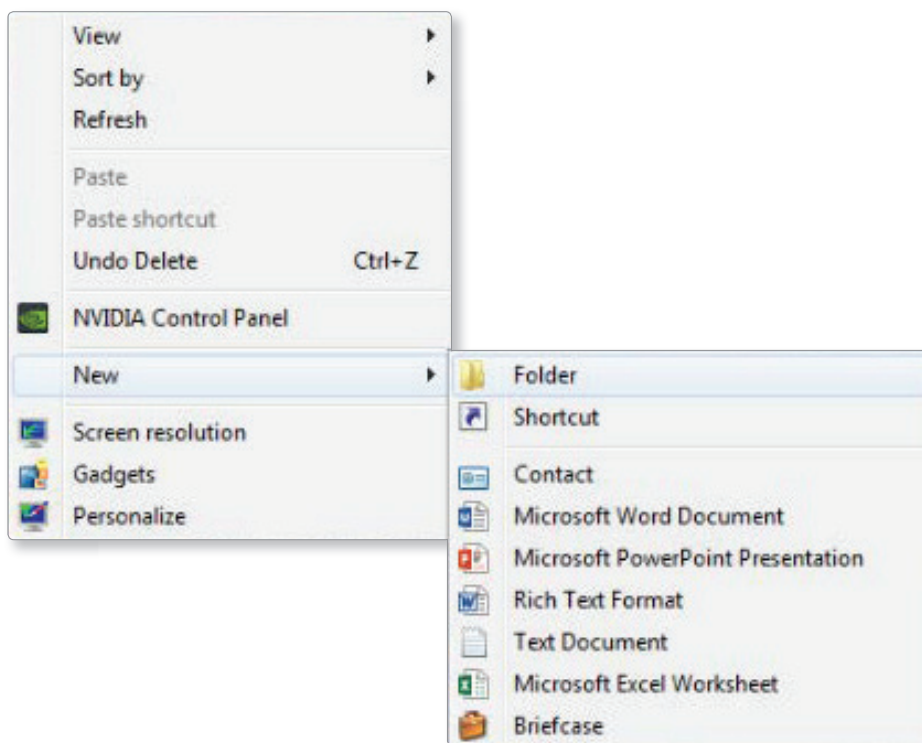 View
Sort by
Refresh
Paste
Paste shortcut
Undo Delete Ctrl+Z
NVIDIA Control Panel
New
Screen resolution
Gadgets
Personalize
Folder
Shortcut
Contact
Microsoft Word Document
Microsoft PowerPoint Presentation
Rich Text Format
Text Document
Microsoft Excel Worksheet
Briefcase